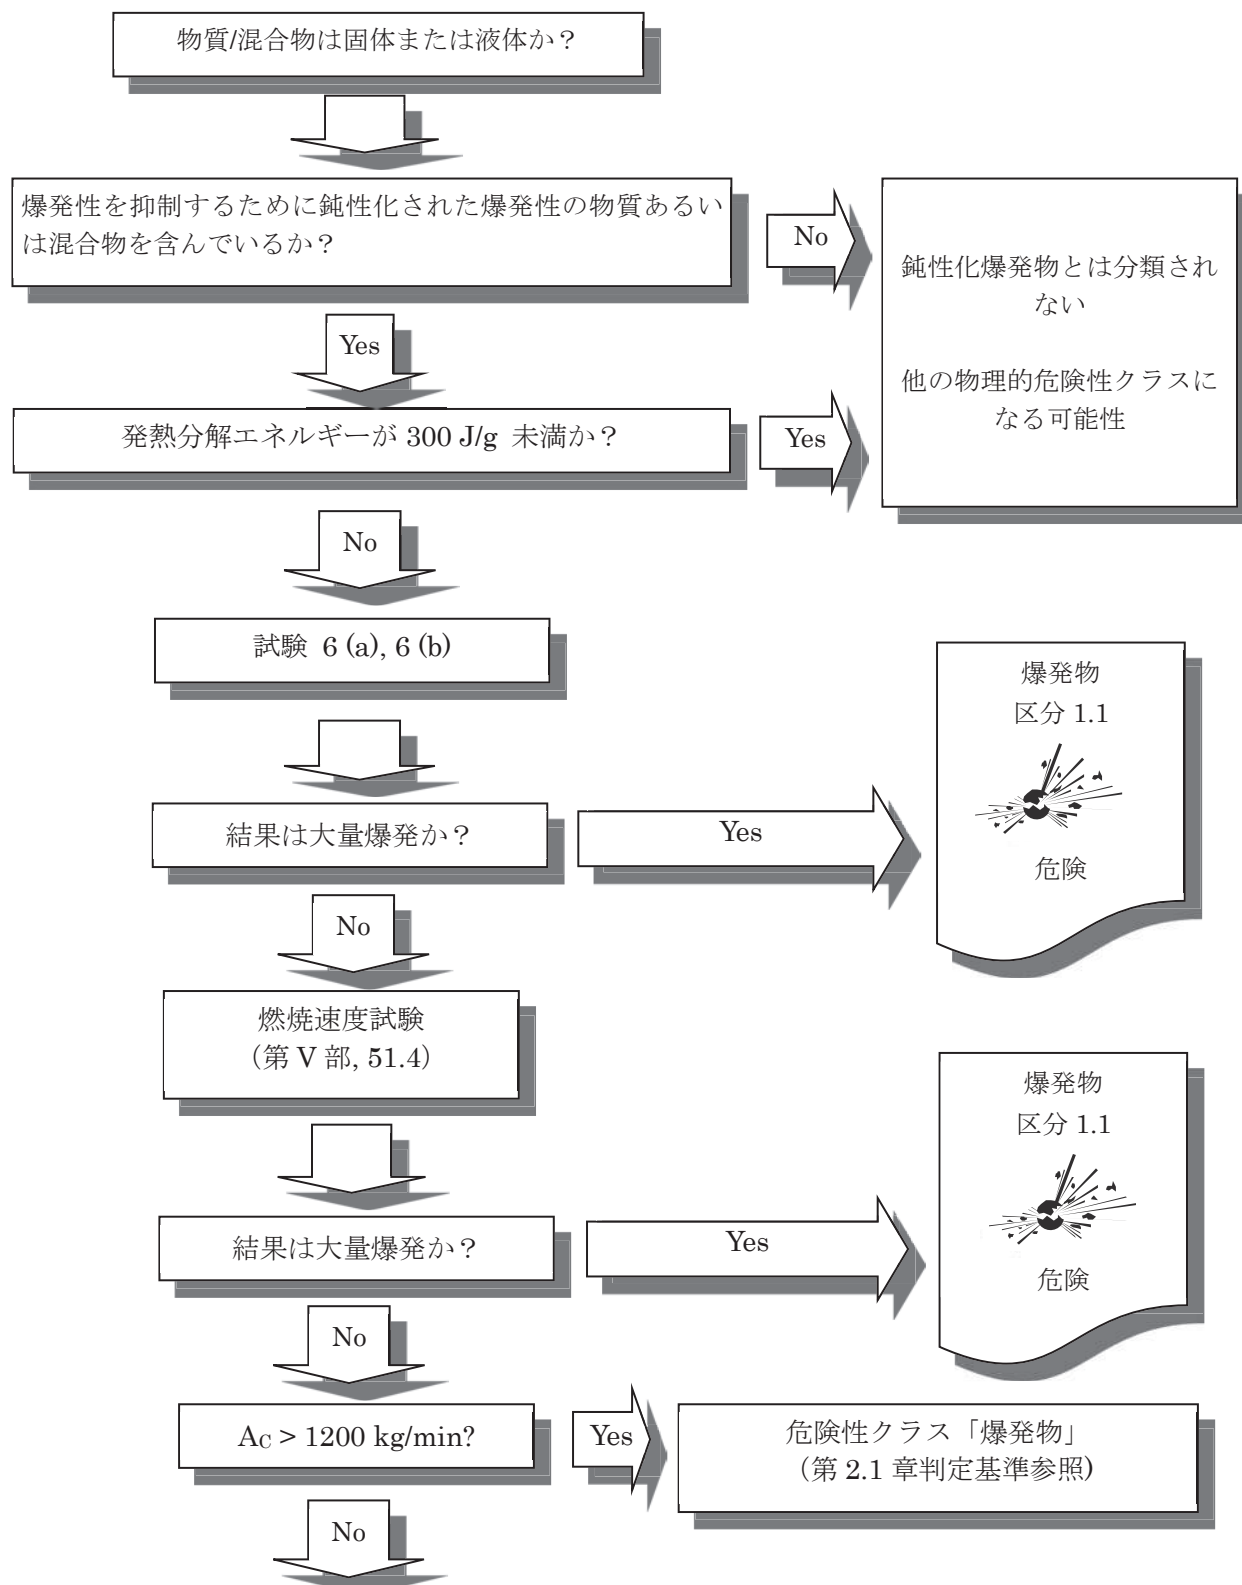 物質/混合物は固体または液体か？
爆発性を抑制するために鈍性化された爆発性の物質あるい
は混合物を含んでいるか？
No
鈍性化爆発物とは分類され
ない
他の物理的危険性クラスに
なる可能性
Yes
発熱分解エネルギーが 300 J/g 未満か？
Yes
No
試験 6 (a), 6 (b)
爆発物
区分 1.1
危険
結果は大量爆発か？
Yes
No
燃焼速度試験
（第 V 部, 51.4）
爆発物
区分 1.1
危険
結果は大量爆発か？
Yes
No
AC > 1200 kg/min?
Yes
危険性クラス「爆発物」
（第 2.1 章判定基準参照)
No